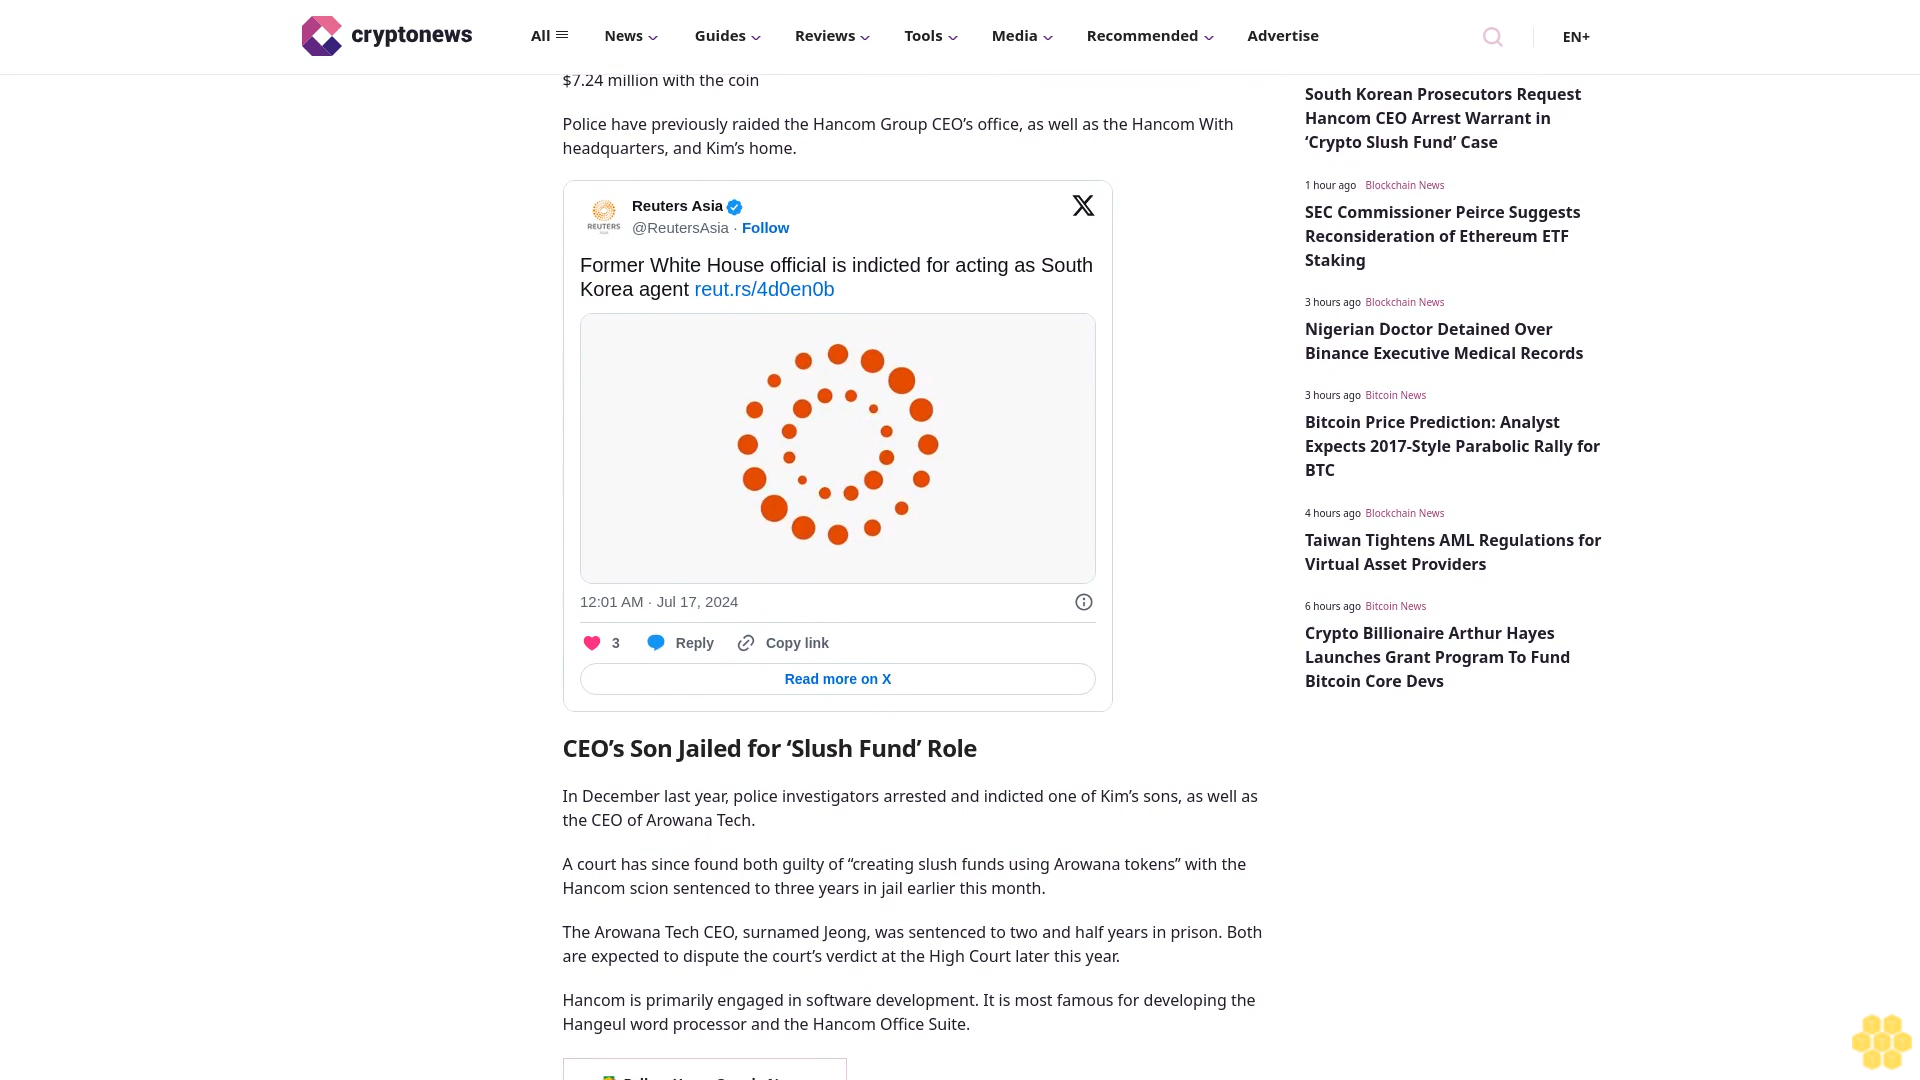 cryptonews
All
News
Guides
Reviews
Tools
Media
Recommended
Advertise
EN+
$7.24 million with the coin
Police have previously raided the Hancom Group CEO’s office, as well as the Hancom With
headquarters, and Kim’s home.
REUTERS
Reuters Asia
@ReutersAsia · Follow
Former White House official is indicted for acting as South
Korea agent reut.rs/4d0en0b
12:01 AM · Jul 17, 2024
3
Reply
Copy link
Read more on X
CEO’s Son Jailed for ‘Slush Fund’ Role
In December last year, police investigators arrested and indicted one of Kim’s sons, as well as
the CEO of Arowana Tech.
A court has since found both guilty of “creating slush funds using Arowana tokens” with the
Hancom scion sentenced to three years in jail earlier this month.
The Arowana Tech CEO, surnamed Jeong, was sentenced to two and half years in prison. Both
are expected to dispute the court’s verdict at the High Court later this year.
Hancom is primarily engaged in software development. It is most famous for developing the
Hangeul word processor and the Hancom Office Suite.
South Korean Prosecutors Request
Hancom CEO Arrest Warrant in
‘Crypto Slush Fund’ Case
1 hour ago Blockchain News
SEC Commissioner Peirce Suggests
Reconsideration of Ethereum ETF
Staking
3 hours ago Blockchain News
Nigerian Doctor Detained Over
Binance Executive Medical Records
3 hours ago Bitcoin News
Bitcoin Price Prediction: Analyst
Expects 2017-Style Parabolic Rally for
BTC
4 hours ago Blockchain News
Taiwan Tightens AML Regulations for
Virtual Asset Providers
6 hours ago Bitcoin News
Crypto Billionaire Arthur Hayes
Launches Grant Program To Fund
Bitcoin Core Devs